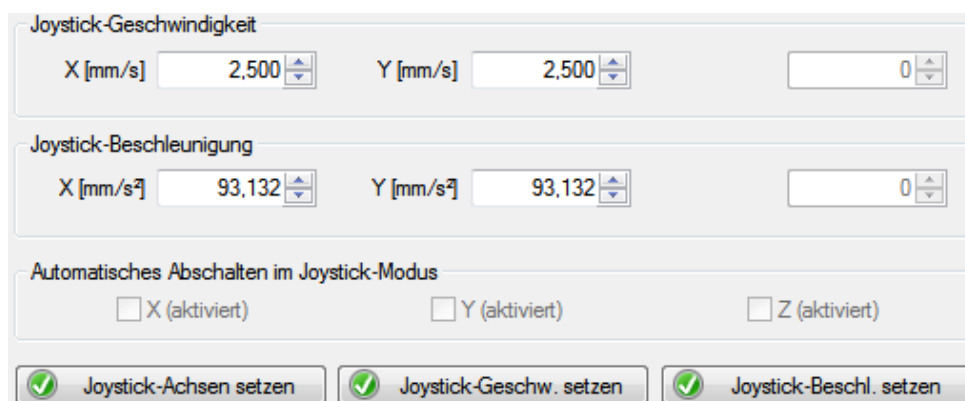 Joystick-Geschwindigkeit
X [mm/s] 2,500 Y [mm/s] 2,500 0
Joystick-Beschleunigung
X [mm/s²] 93,132 Y [mm/s²] 93,132 0
Automatisches Abschalten im Joystick-Modus
X (aktiviert) Y (aktiviert) Z (aktiviert)
Joystick-Achsen setzen Joystick-Geschw. setzen Joystick-Beschl. setzen